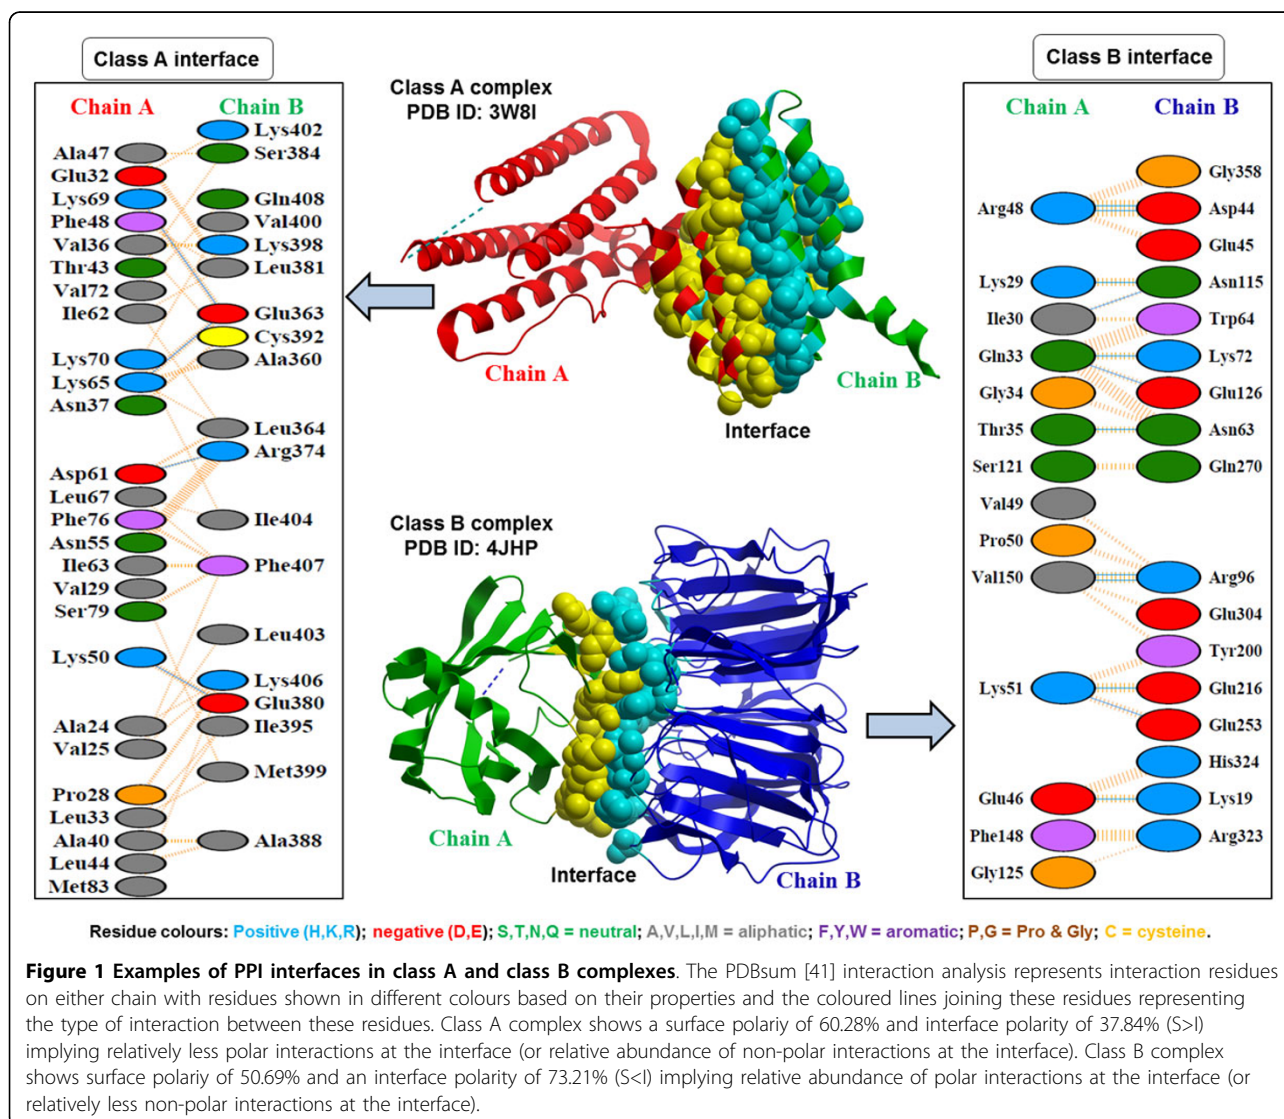 Class A interface
Chain A
Chain B
Lys402
Ala47
Ser384
Glu32
Lys69
Gln408
Phe48
Val400
Val36
Lys398
Thr43
Leu381
Val72
Ile62
Glu363
Cys392
Lys70
Ala360
Lys65
Asn37
Leu364
Arg374
Asp61
Leu67
Phe76
Ile404
Asn55
Ile63
Phe407
Val29
Ser79
Leu403
Lys50
Lys406
Glu380
Ala24
Ile395
Val25
Met399
Pro28
Leu33
Ala40
Ala388
Leu44
Met83
Class A complex
PDB ID: 3W8I
Chain A
Chain B
Interface
Class B complex
PDB ID: 4JHP
Chain A
Interface
Chain B
Class B interface
Chain A
Chain B
Gly358
Arg48
Asp44
Glu45
Lys29
Asn115
Ile30
Trp64
Gln33
Lys72
Gly34
Glu126
Thr35
Asn63
Ser121
Gln270
Val49
Pro50
Val150
Arg96
Glu304
Tyr200
Lys51
Glu216
Glu253
His324
Glu46
Lys19
Phe148
Arg323
Gly125
Residue colours: Positive (H,K,R); negative (D,E); S,T,N,Q = neutral; A,V,L,I,M = aliphatic; F,Y,W = aromatic; P,G = Pro & Gly; C = cysteine.
Figure 1 Examples of PPI interfaces in class A and class B complexes. The PDBsum [41] interaction analysis represents interaction residues
on either chain with residues shown in different colours based on their properties and the coloured lines joining these residues representing
the type of interaction between these residues. Class A complex shows a surface polariy of 60.28% and interface polarity of 37.84% (S>I)
implying relatively less polar interactions at the interface (or relative abundance of non-polar interactions at the interface). Class B complex
shows surface polariy of 50.69% and an interface polarity of 73.21% (S<I) implying relative abundance of polar interactions at the interface (or
relatively less non-polar interactions at the interface).